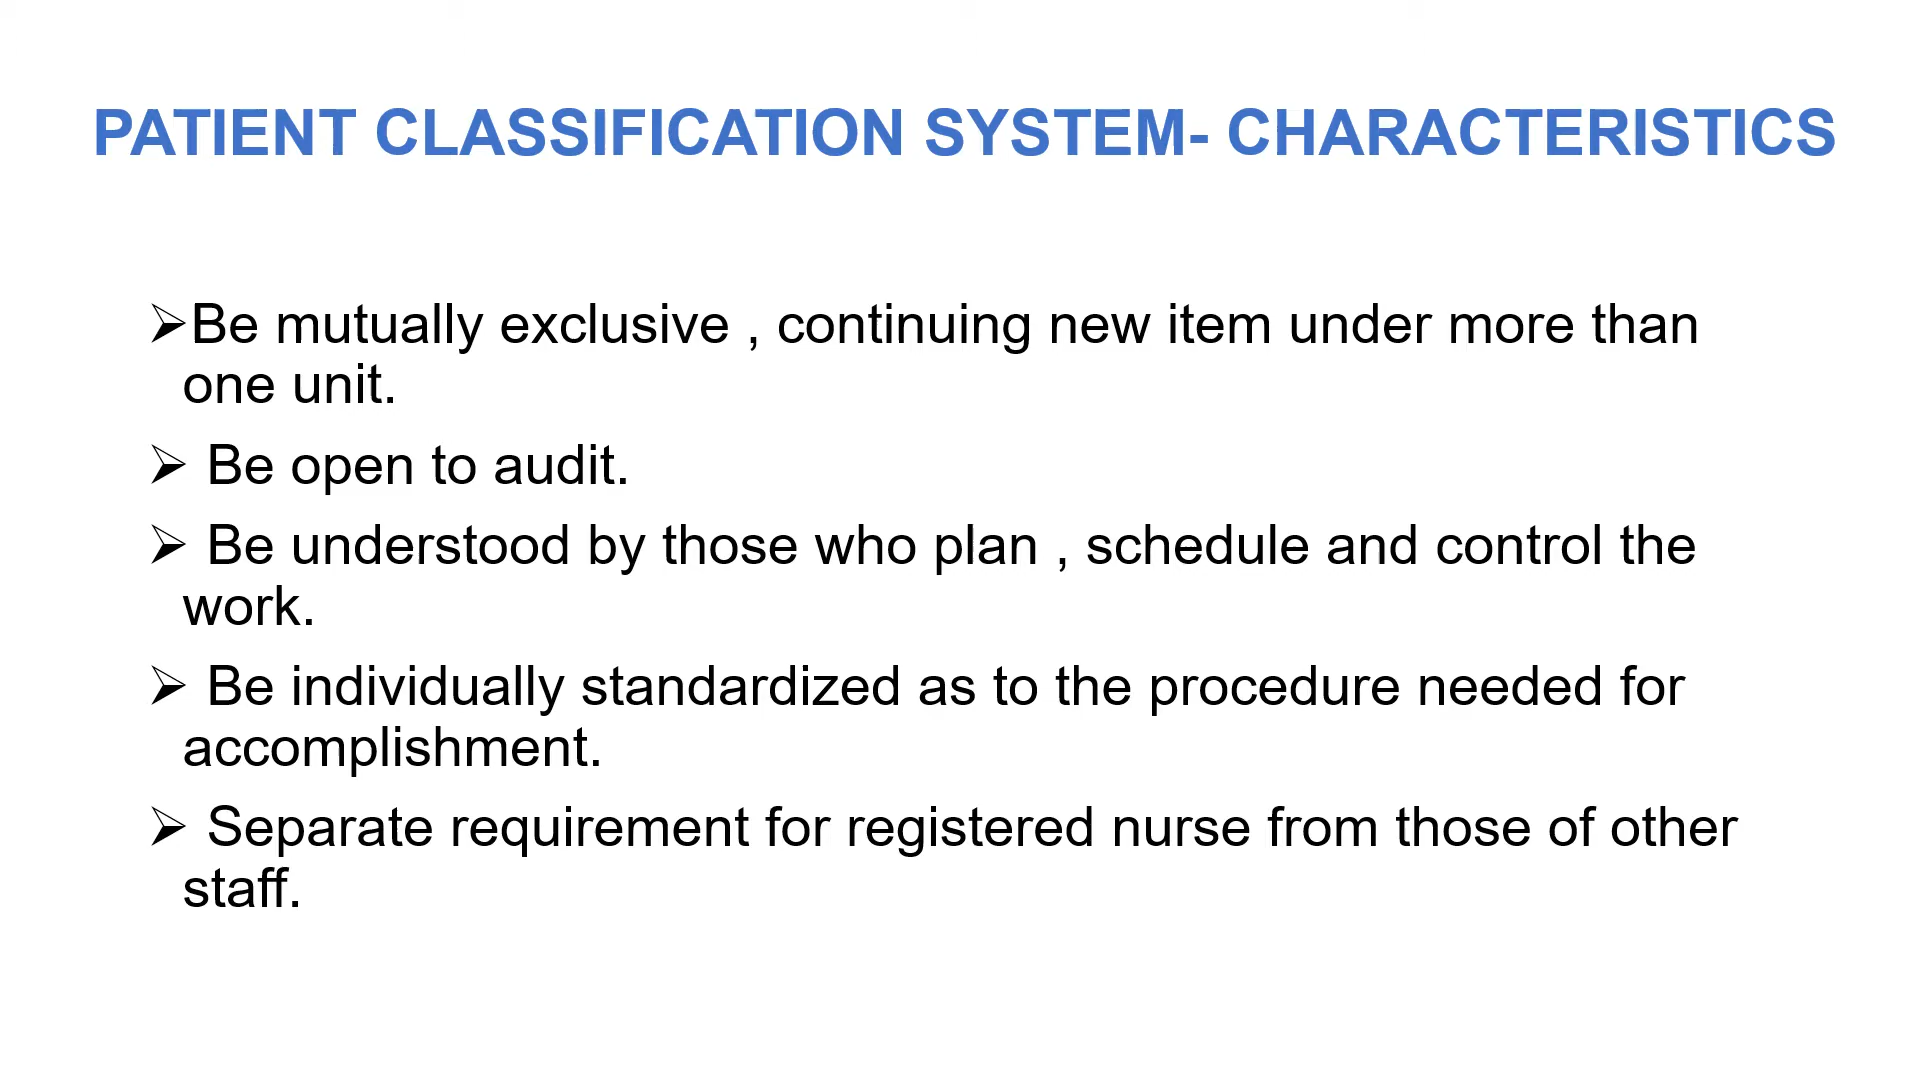 PATIENT CLASSIFICATION SYSTEM- CHARACTERISTICS
➢Be mutually exclusive , continuing new item under more than
one unit.
➢ Be open to audit.
➢ Be understood by those who plan , schedule and control the
work.
➢ Be individually standardized as to the procedure needed for
accomplishment.
➢ Separate requirement for registered nurse from those of other
staff.